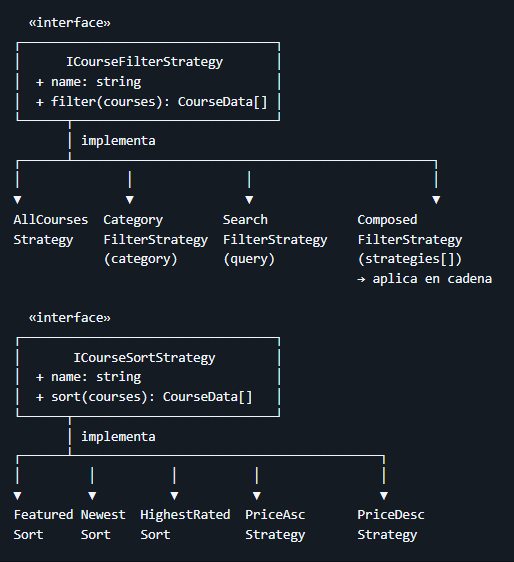 «interface»
ICourseFilterStrategy
+ name: string
+ filter(courses): CourseData[]
implementa
AllCourses Category Search Composed
Strategy FilterStrategy FilterStrategy FilterStrategy
(category) (query) (strategies[])
→ aplica en cadena
«interface»
ICourseSortStrategy
+ name: string
+ sort(courses): CourseData[]
implementa
Featured Newest HighestRated PriceAsc PriceDesc
Sort Sort Sort Strategy Strategy